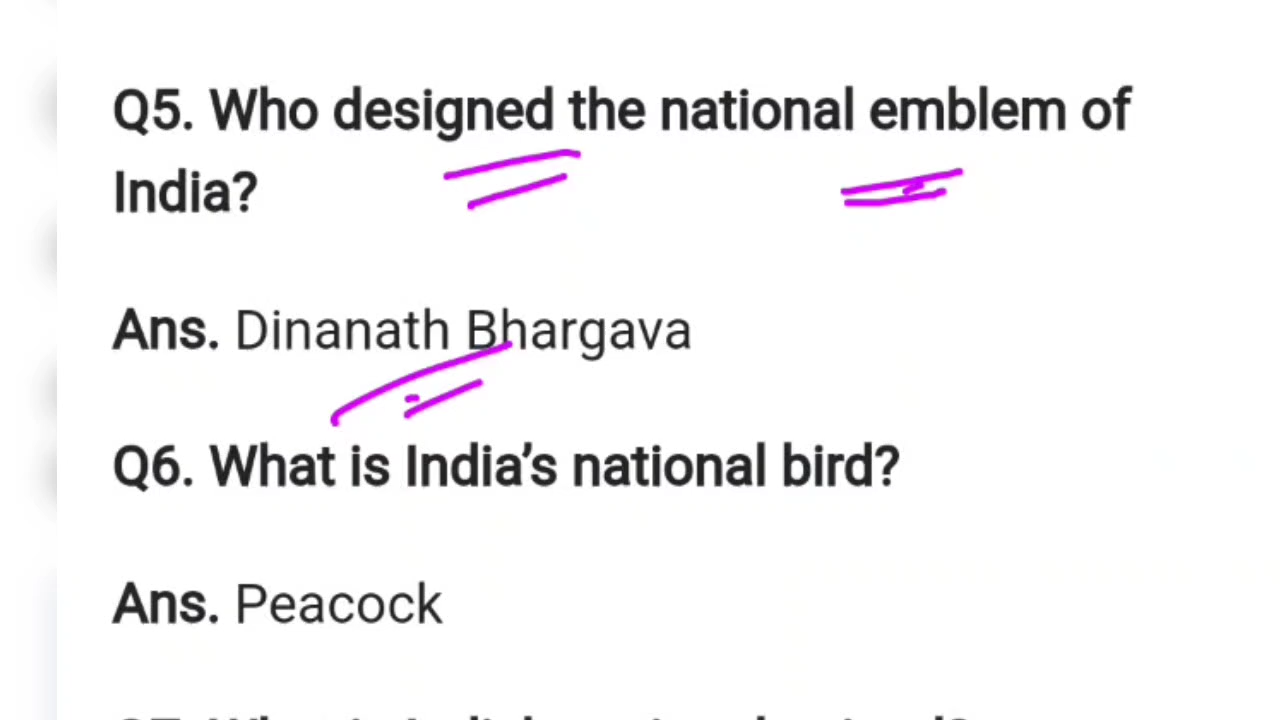 Q5. Who designed the national emblem of
India?
Ans. Dinanath Bhargava
Q6. What is India’s national bird?
Ans. Peacock